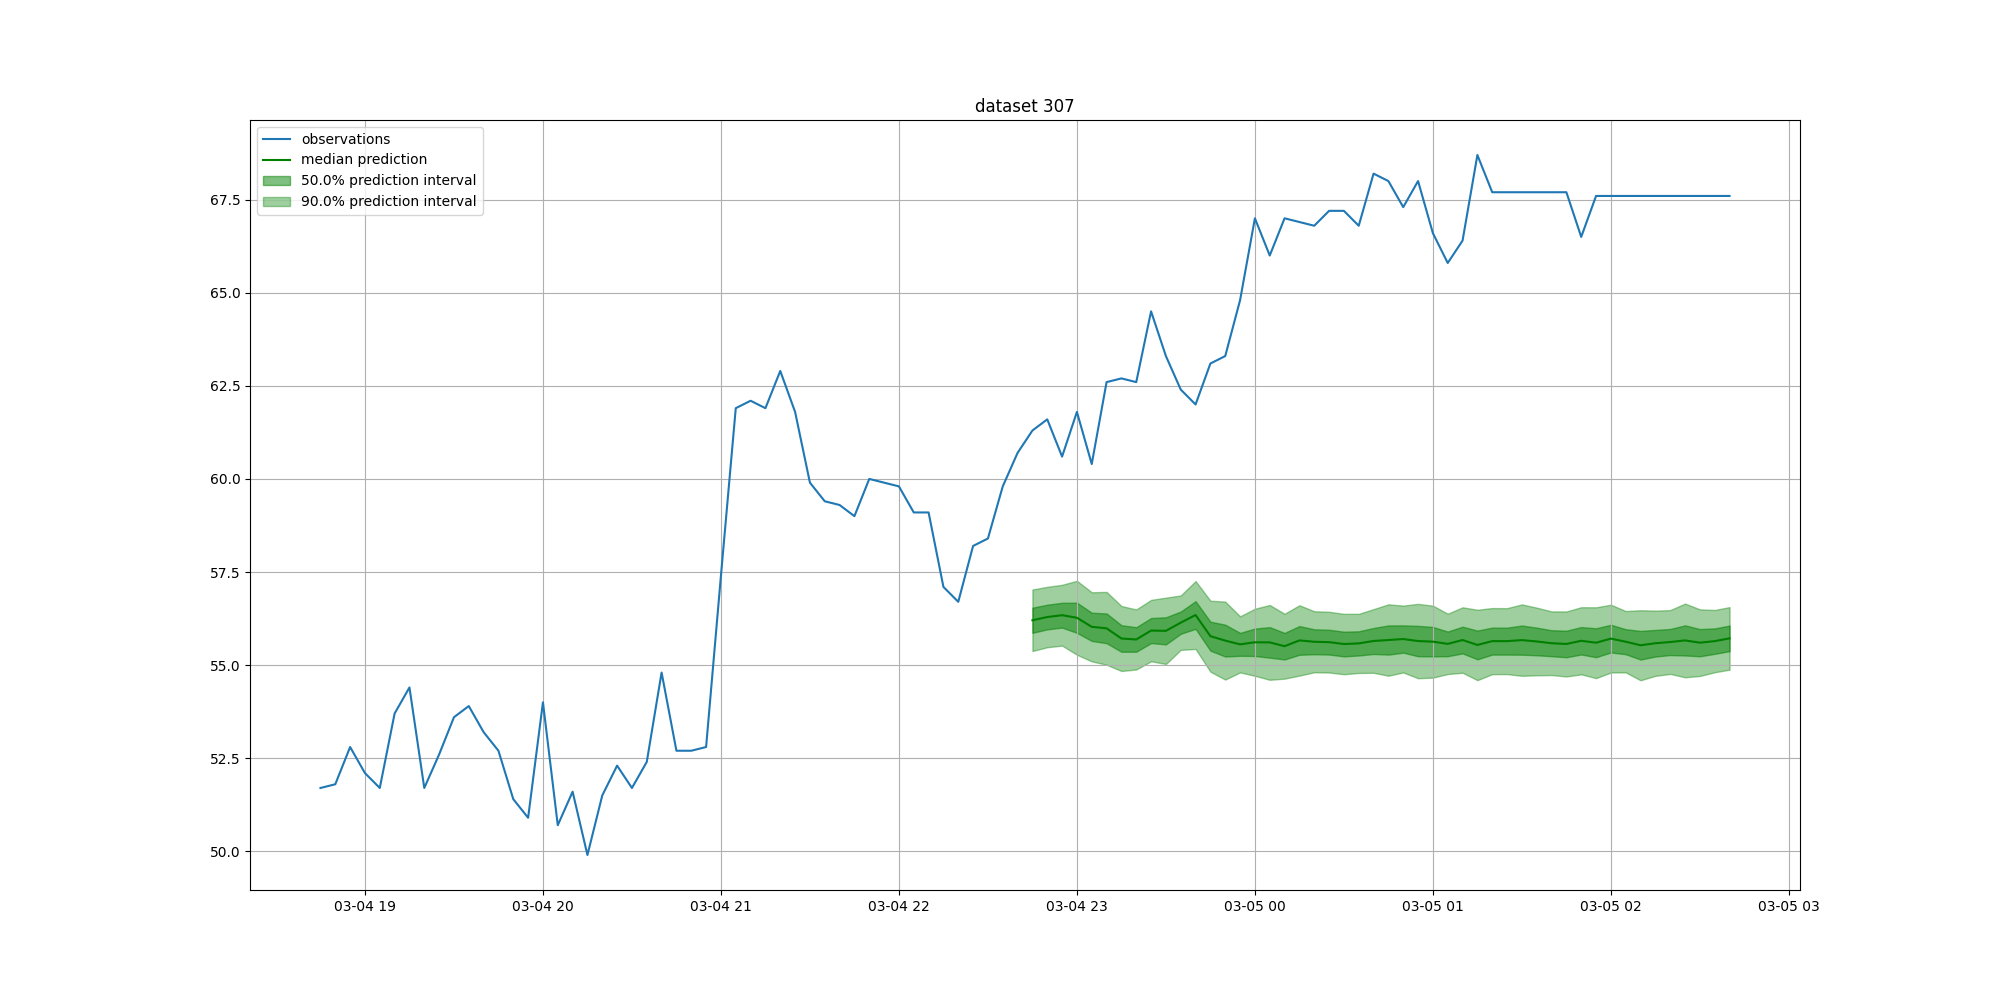 dataset 307
observations
median prediction
50.0% prediction interval
90.0% prediction interval
67.5
65.0
62.5
60.0
57.5
55.0
52.5
50.0
03-04 19 03-04 20 03-04 21 03-04 22 03-04 23 03-05 00 03-05 01 03-05 02 03-05 03